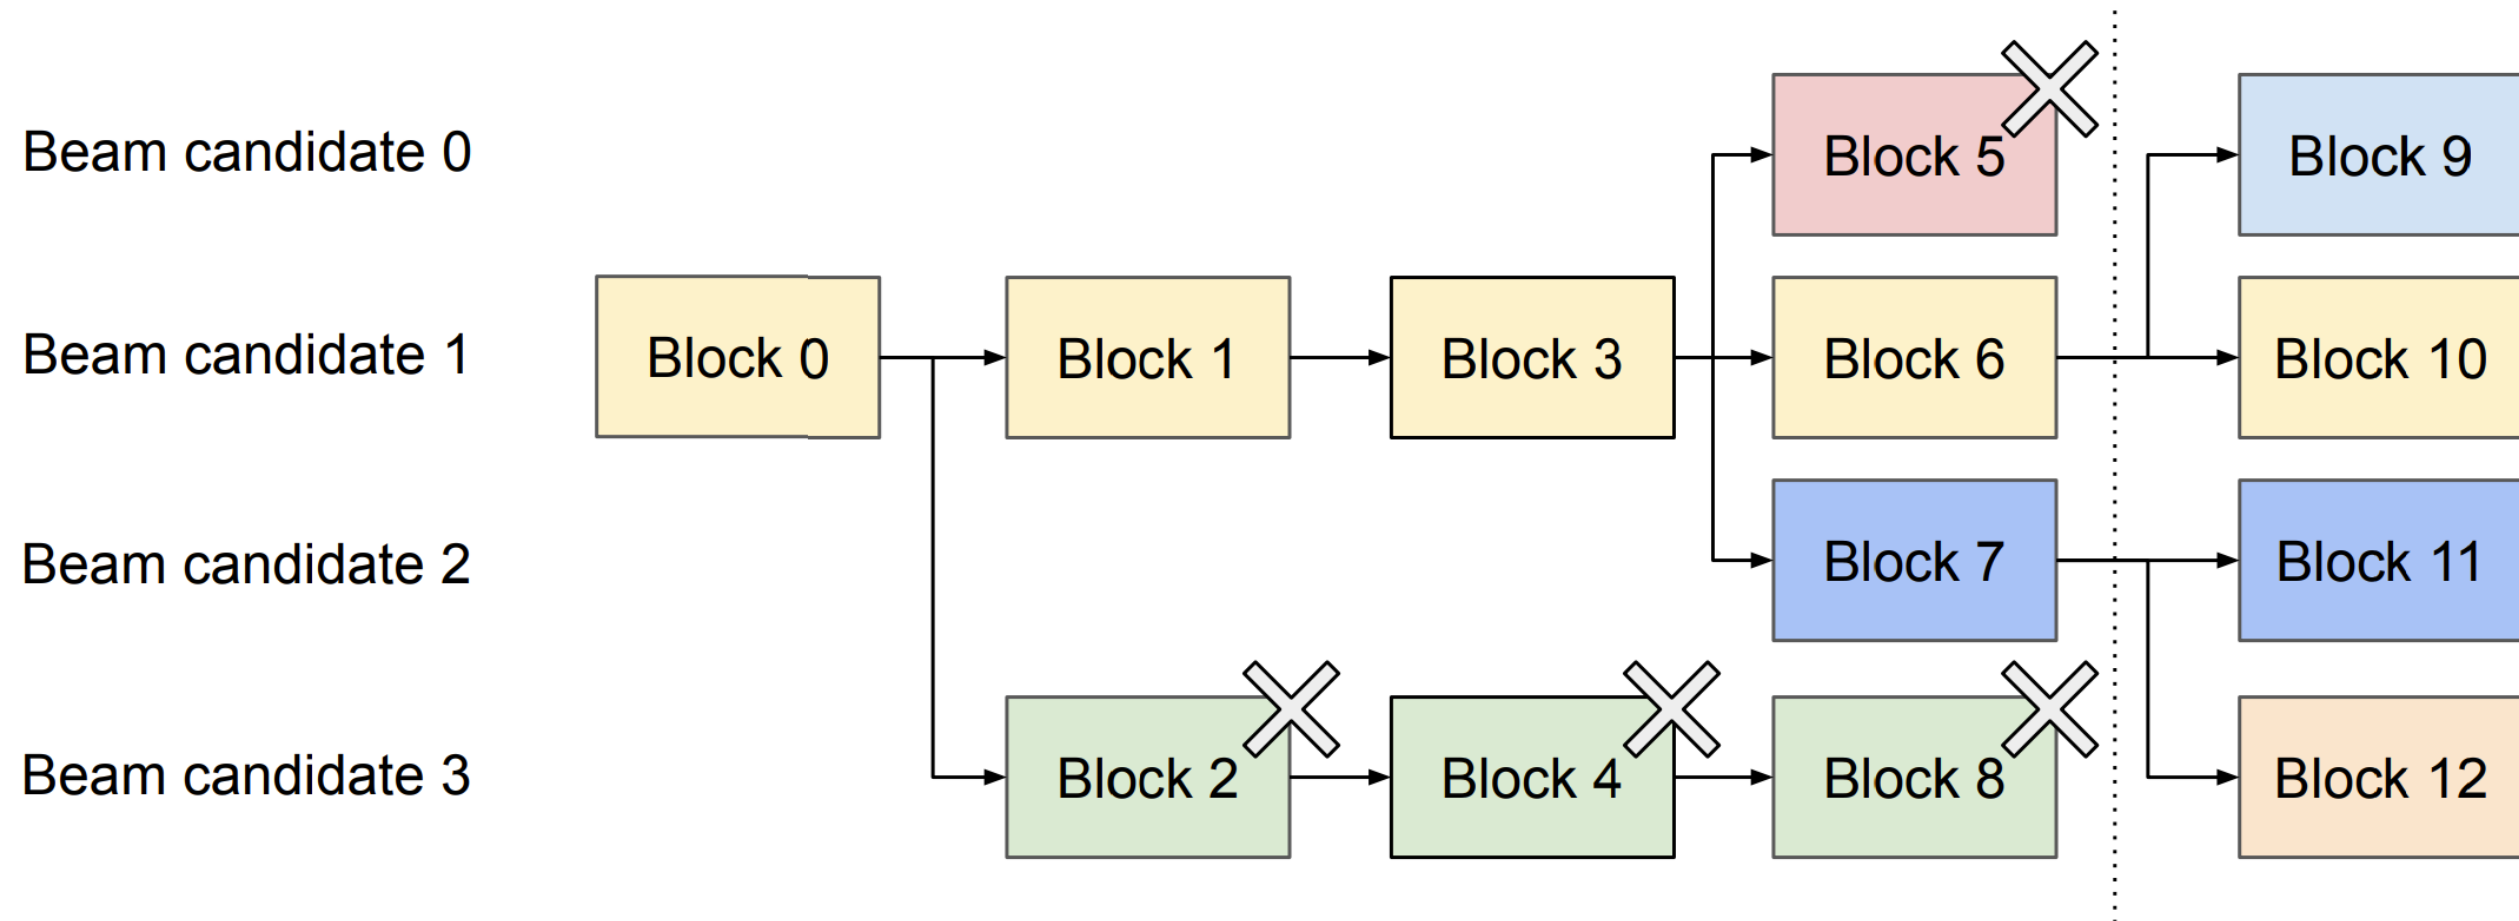 Beam candidate 0
Block 5
Block 9
Beam candidate 1
Block 0
Block 1
Block 3
Block 6
Block 10
Beam candidate 2
Block 7
Block 11
Beam candidate 3
Block 2
Block 4
Block 8
Block 12